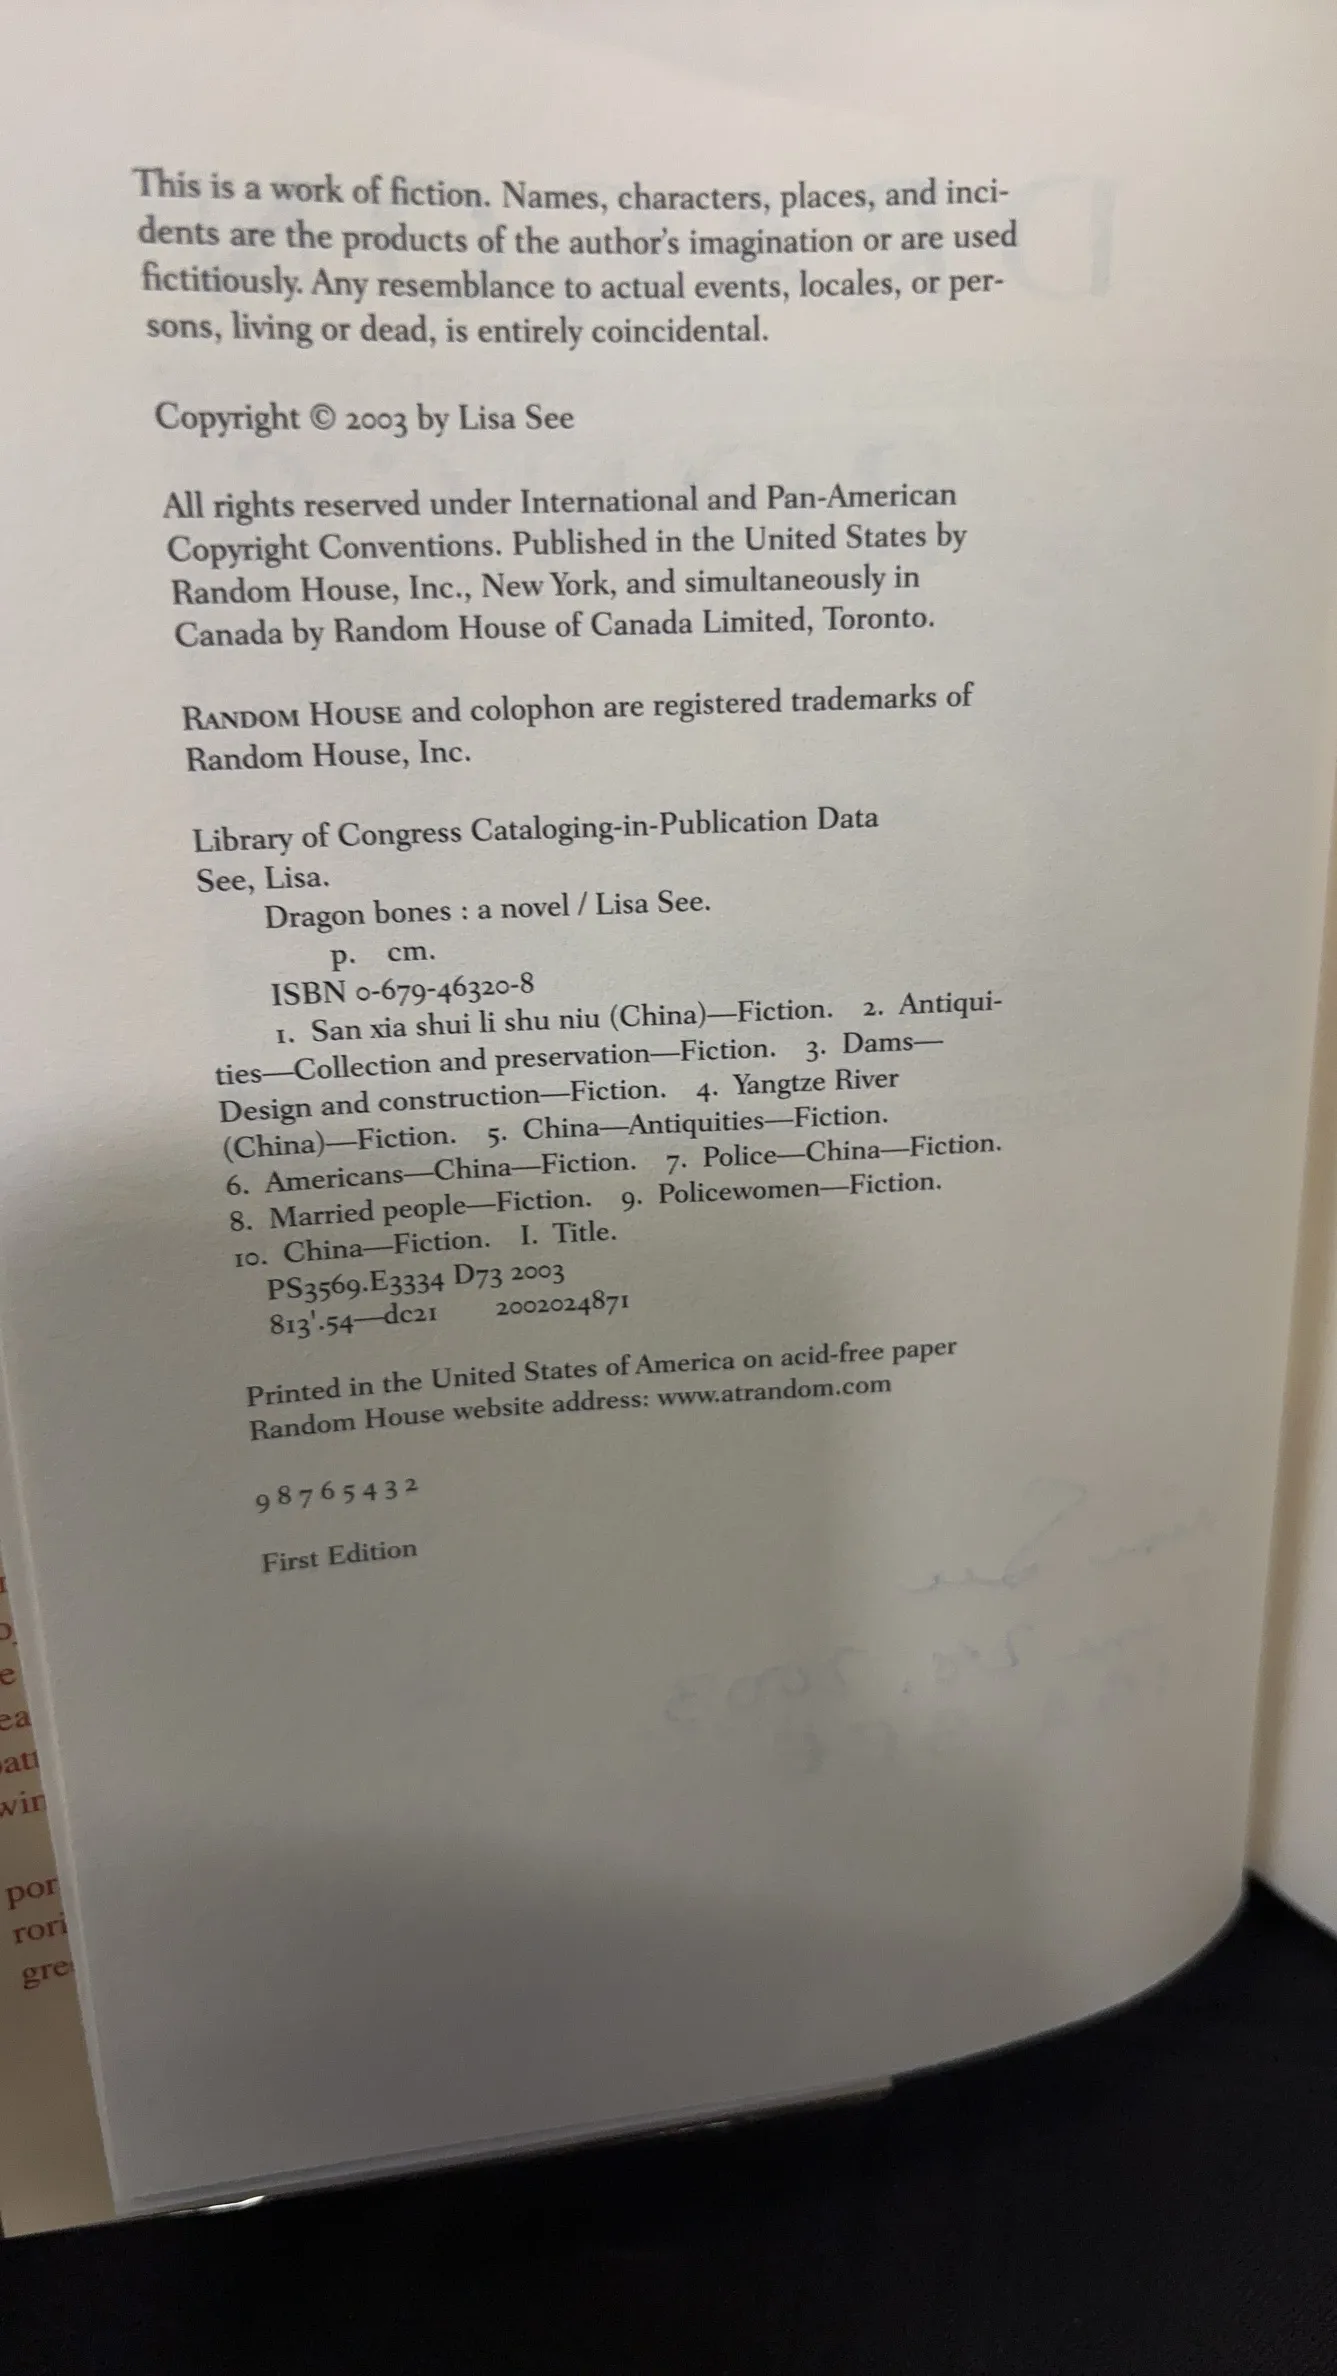 This is a work of fiction. Names, characters, places, and inci-
dents are the products of the author's imagination or are used
fictitiously. Any resemblance to actual events, locales, or per-
sons, living or dead, is entirely coincidental.
Copyright © 2003 by Lisa See
All rights reserved under International and Pan-American
Copyright Conventions. Published in the United States by
Random House, Inc., New York, and simultaneously in
Canada by Random House of Canada Limited, Toronto.
RANDOM HOUSE and colophon are registered trademarks of
Random House, Inc.
Library of Congress Cataloging-in-Publication Data
See, Lisa.
Dragon bones : a novel / Lisa See.
p. cm.
ISBN 0-679-46320-8
1. San xia shui li shu niu (China)—Fiction. 2. Antiqui-
ties—Collection and preservation—Fiction. 3. Dams—
Design and construction—Fiction. 4. Yangtze River
(China)—Fiction. 5. China—Antiquities—Fiction.
6. Americans—China—Fiction. 7. Police—China—Fiction.
8. Married people—Fiction. 9. Policewomen—Fiction.
10. China—Fiction. I. Title.
PS3569.E3334 D73 2003
813'.54—dc21 2002024871
Printed in the United States of America on acid-free paper
Random House website address: www.atrandom.com
9 8 7 6 5 4 3 2
First Edition